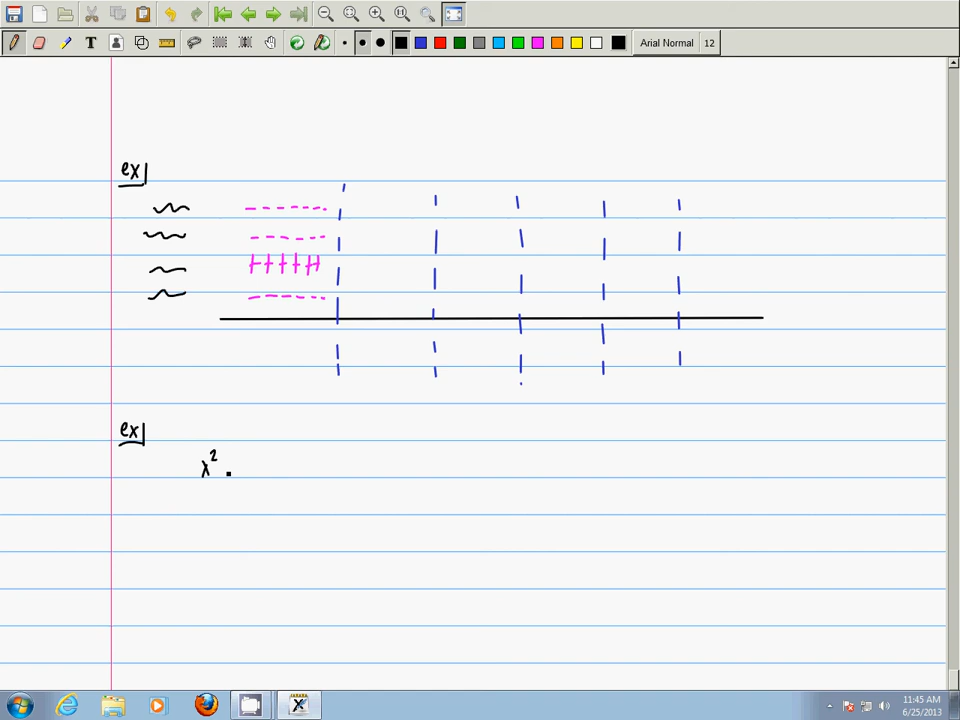 Arial Normal 12
ex
- - - - - - -
- - - - - -
+ + + + + +
- - - - - - -
ex
x²
11:45 AM
6/25/2013